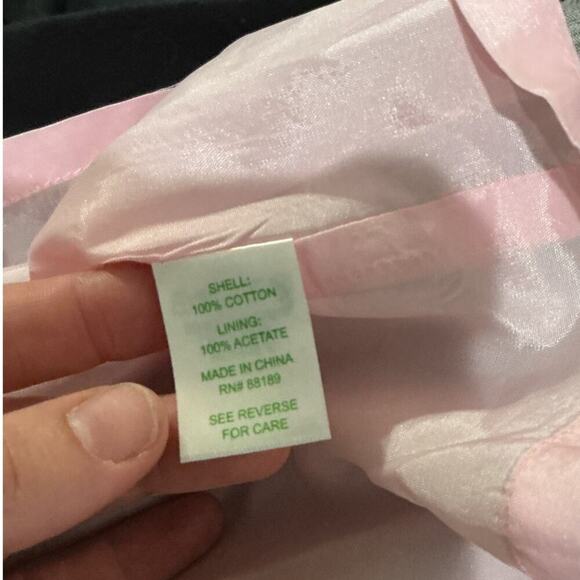 SHELL:
100% COTTON
LINING:
100% ACETATE
MADE IN CHINA
RN# 88189
SEE REVERSE
FOR CARE